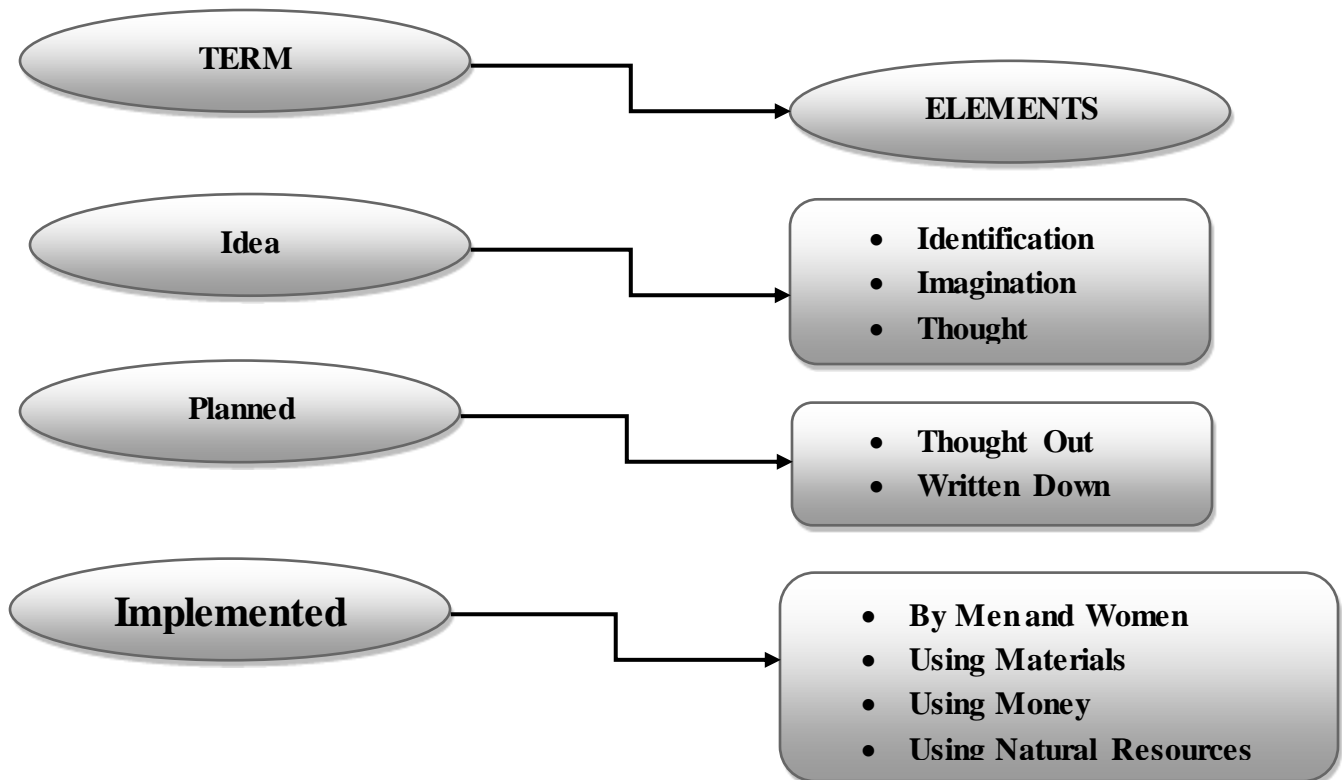 TERM
ELEMENTS
Idea
• Identification
• Imagination
• Thought
Planned
• Thought Out
• Written Down
Implemented
• By Men and Women
• Using Materials
• Using Money
• Using Natural Resources